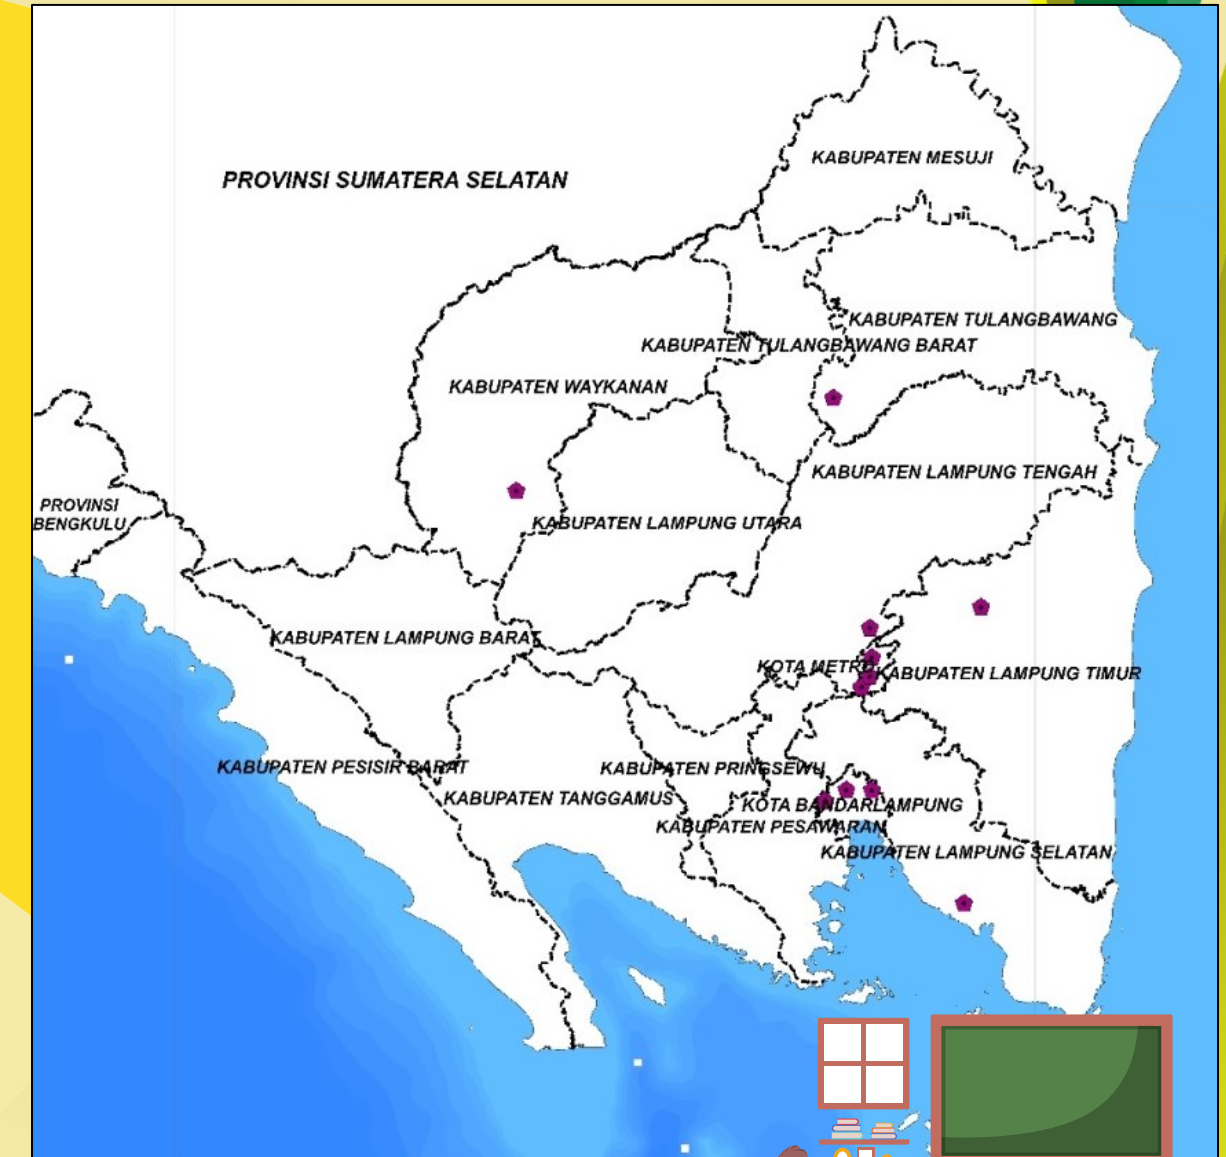 KABUPATEN MESUJI
PROVINSI SUMATERA SELATAN
KABUPATEN TULANGBAWANG
KABUPATEN TULANGBAWANG BARAT
KABUPATEN WAYKANAN
KABUPATEN LAMPUNG TENGAH
PROVINSI
BENGKULU
KABUPATEN LAMPUNG UTARA
KABUPATEN LAMPUNG BARAT
KOTA METRO
KABUPATEN LAMPUNG TIMUR
KABUPATEN PESISIR BARAT
KABUPATEN PRINGSEWU
KABUPATEN TANGGAMUS
KOTA BANDARLAMPUNG
KABUPATEN PESAWARAN
KABUPATEN LAMPUNG SELATAN